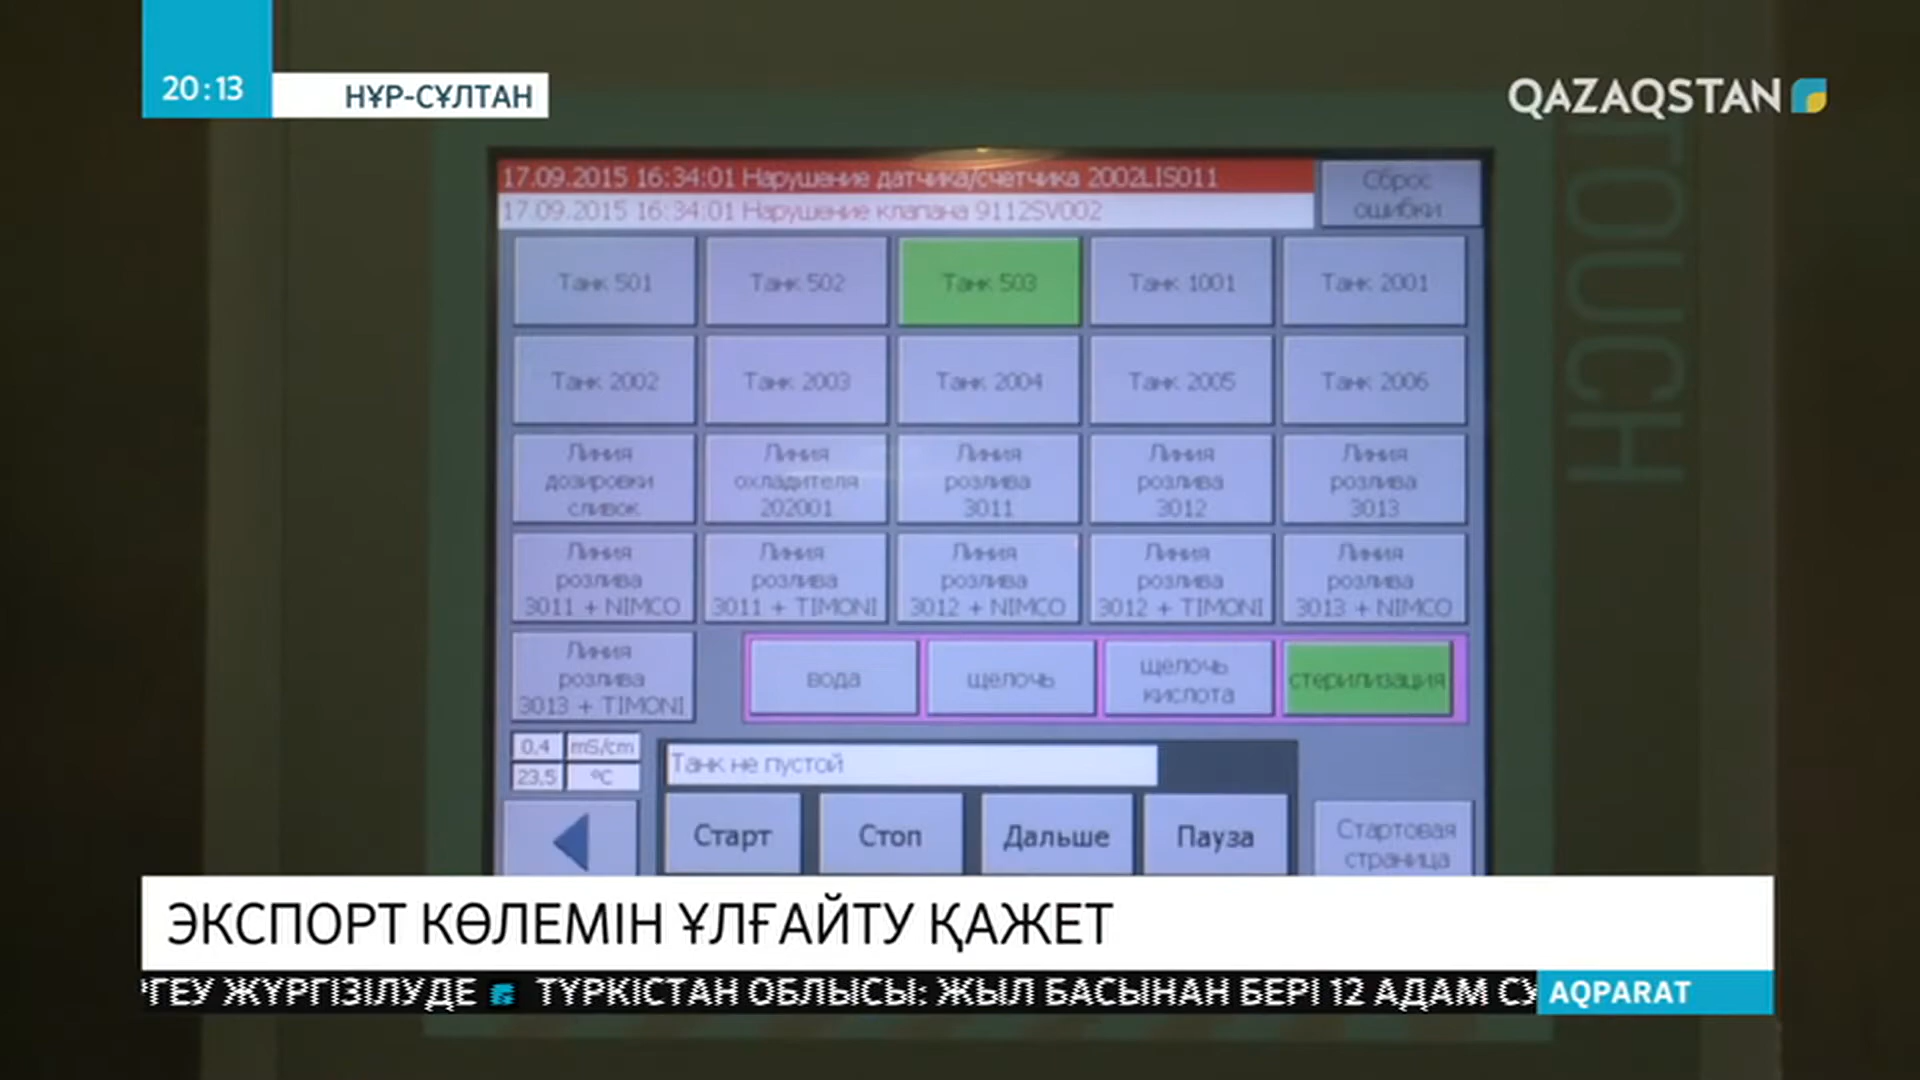 20:13
НҰР-СҰЛТАН
QAZAQSTAN
TOUCH
17.09.2015 16:34:01 Нарушение датчика/счетчика 2002LIS011
17.09.2015 16:34:01 Нарушение клапана 9112SV002
Сброс
ошибки
Танк 501
Танк 502
Танк 503
Танк 1001
Танк 2001
Танк 2002
Танк 2003
Танк 2004
Танк 2005
Танк 2006
Линия
дозировки
сливок
Линия
охладителя
202001
Линия
розлива
3011
Линия
розлива
3012
Линия
розлива
3013
Линия
розлива
3011 + NIMCO
Линия
розлива
3011 + TIMONI
Линия
розлива
3012 + NIMCO
Линия
розлива
3012 + TIMONI
Линия
розлива
3013 + NIMCO
Линия
розлива
3013 + TIMONI
вода
щелочь
щелочь
кислота
стерилизация
0,4 mS/cm
23,5 °C
Танк не пустой
Старт
Стоп
Дальше
Пауза
Стартовая
страница
ЭКСПОРТ КӨЛЕМІН ҰЛҒАЙТУ ҚАЖЕТ
ЖҮРГІЗІЛУДЕ ТҮРКІСТАН ОБЛЫСЫ: ЖЫЛ БАСЫНАН БЕРІ 12 АДАМ
AQPARAT